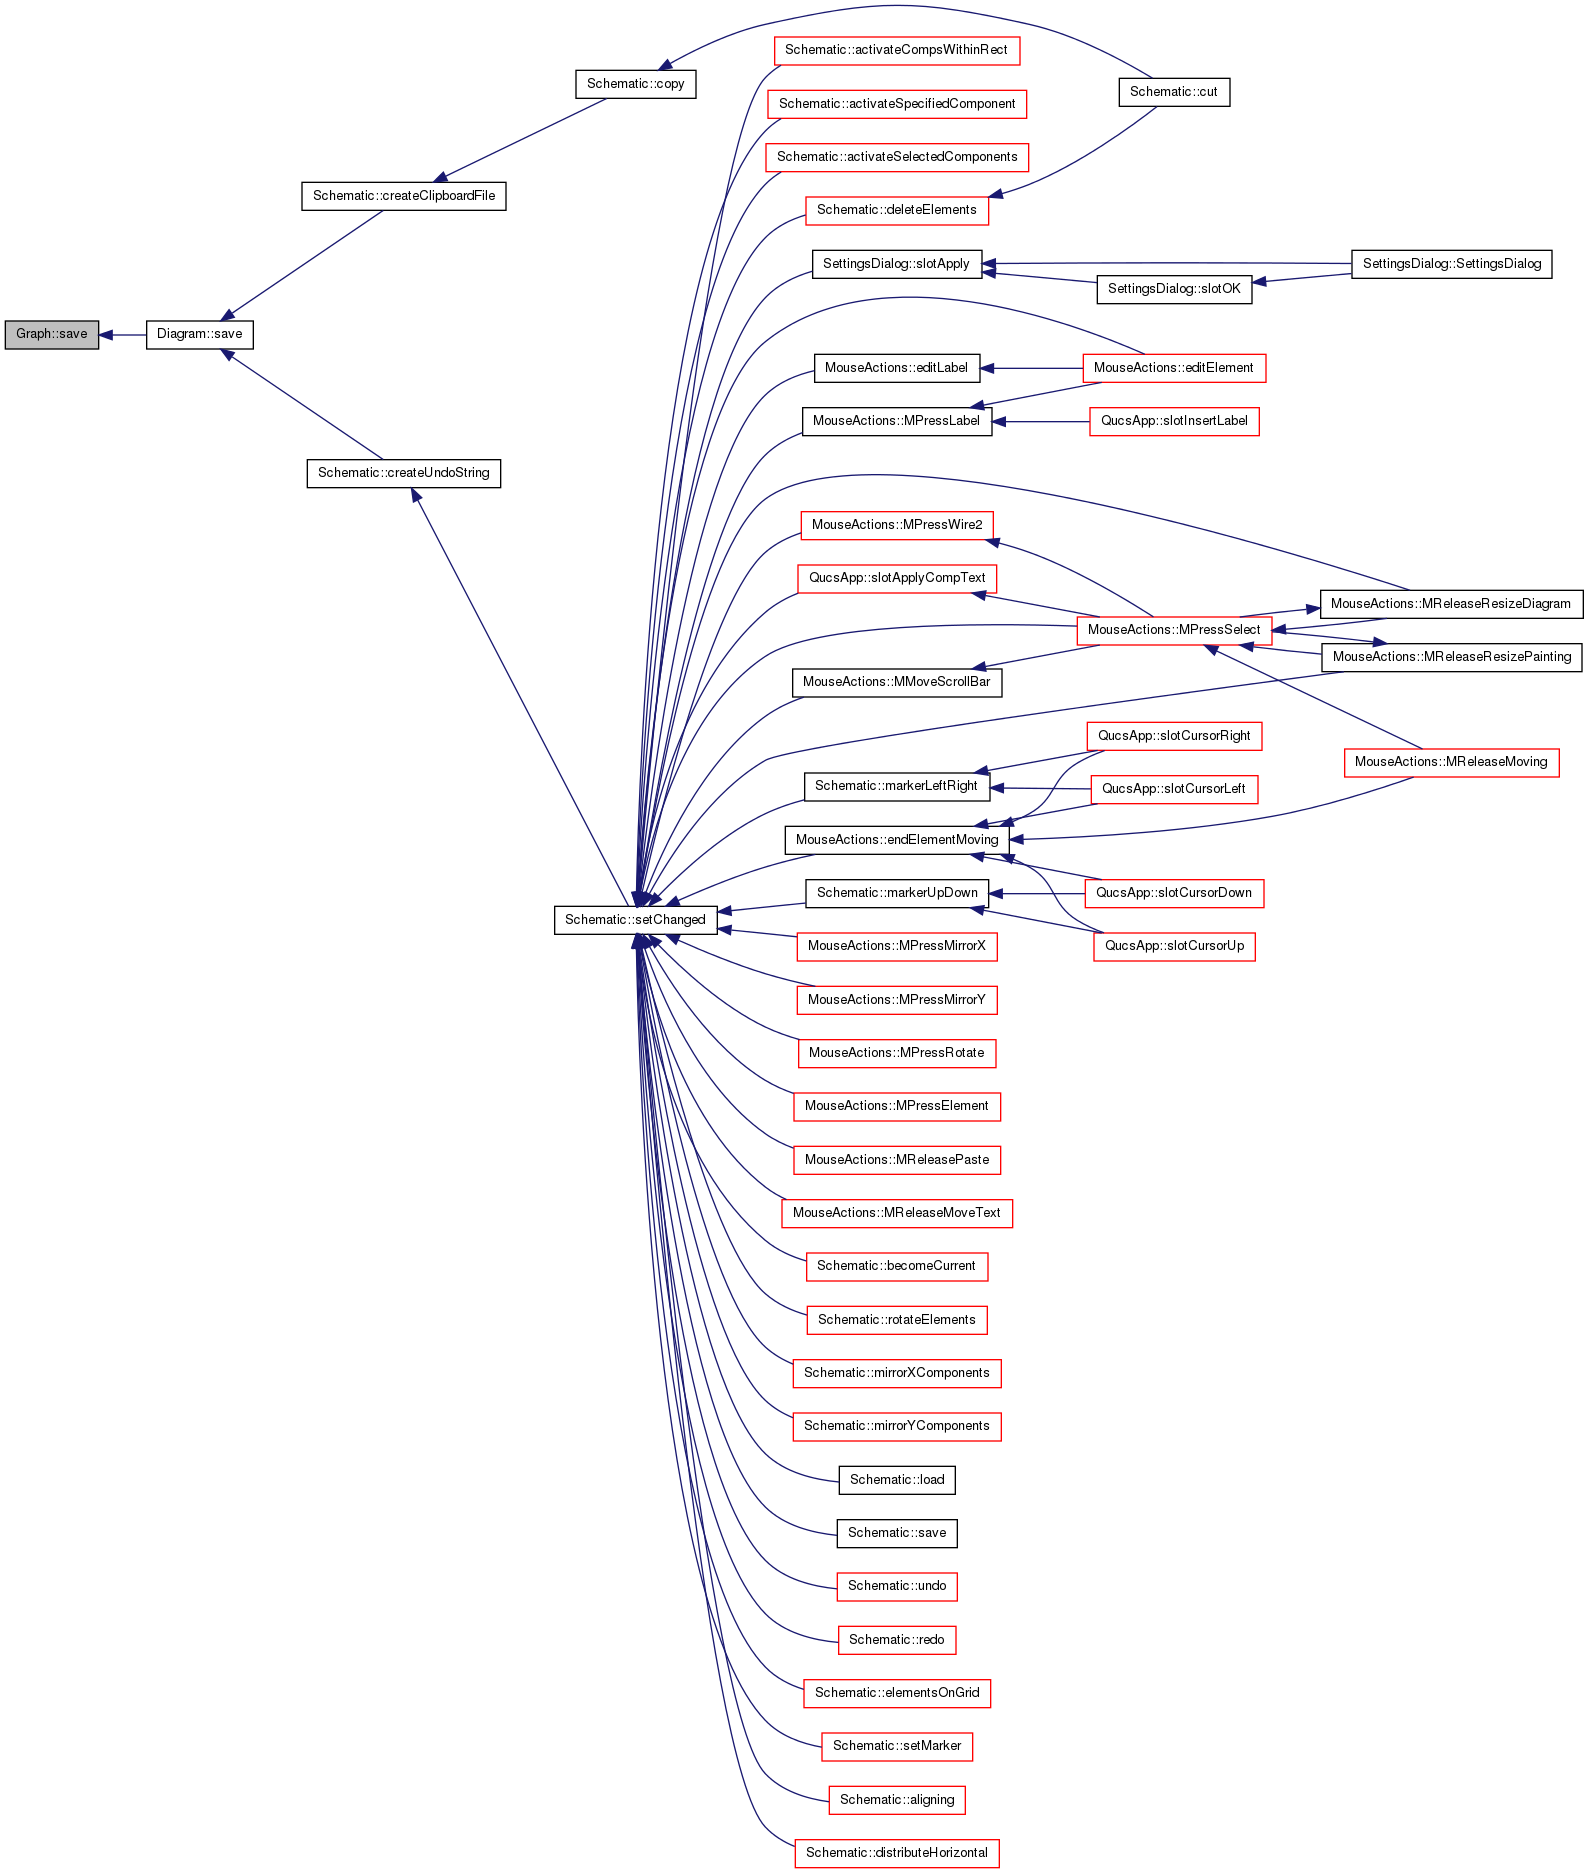 Graph::save
Diagram::save
Schematic::createClipboardFile
Schematic::createUndoString
Schematic::copy
Schematic::setChanged
Schematic::activateCompsWithinRect
Schematic::activateSpecifiedComponent
Schematic::activateSelectedComponents
Schematic::deleteElements
SettingsDialog::slotApply
MouseActions::editLabel
MouseActions::MPressLabel
MouseActions::MPressWire2
QucsApp::slotApplyCompText
MouseActions::MMoveScrollBar
Schematic::markerLeftRight
MouseActions::endElementMoving
Schematic::markerUpDown
MouseActions::MPressMirrorX
MouseActions::MPressMirrorY
MouseActions::MPressRotate
MouseActions::MPressElement
MouseActions::MReleasePaste
MouseActions::MReleaseMoveText
Schematic::becomeCurrent
Schematic::rotateElements
Schematic::mirrorXComponents
Schematic::mirrorYComponents
Schematic::load
Schematic::save
Schematic::undo
Schematic::redo
Schematic::elementsOnGrid
Schematic::setMarker
Schematic::aligning
Schematic::distributeHorizontal
Schematic::cut
SettingsDialog::slotOK
MouseActions::editElement
QucsApp::slotInsertLabel
MouseActions::MPressSelect
QucsApp::slotCursorRight
QucsApp::slotCursorLeft
QucsApp::slotCursorDown
QucsApp::slotCursorUp
SettingsDialog::SettingsDialog
MouseActions::MReleaseResizeDiagram
MouseActions::MReleaseResizePainting
MouseActions::MReleaseMoving